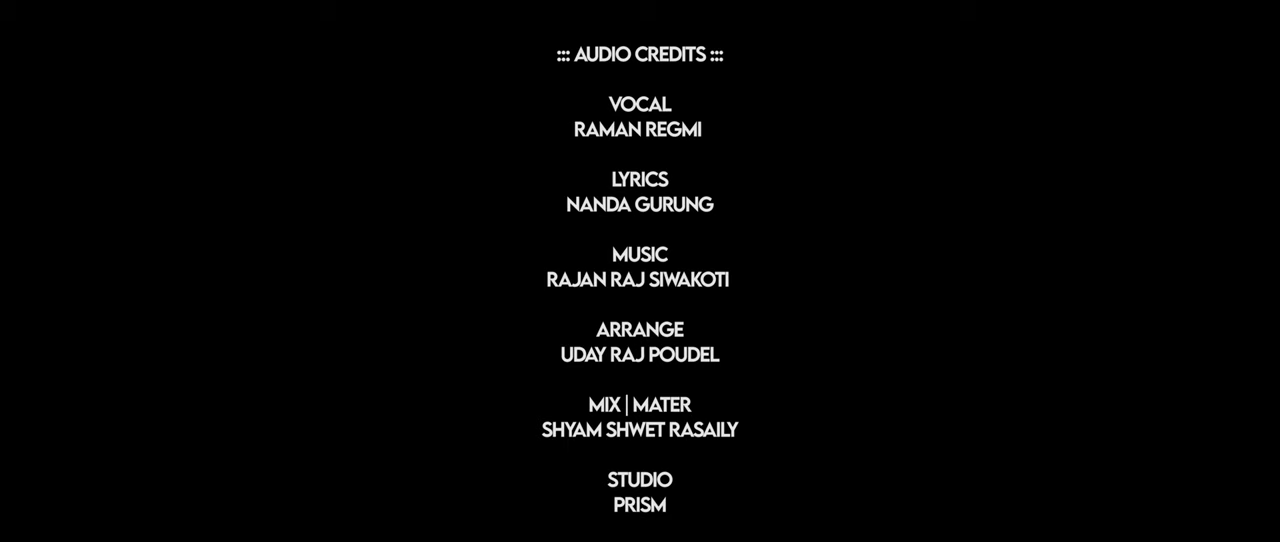 ::: AUDIO CREDITS :::
VOCAL
RAMAN REGMI
LYRICS
NANDA GURUNG
MUSIC
RAJAN RAJ SIWAKOTI
ARRANGE
UDAY RAJ POUDEL
MIX | MATER
SHYAM SHWET RASAILY
STUDIO
PRISM